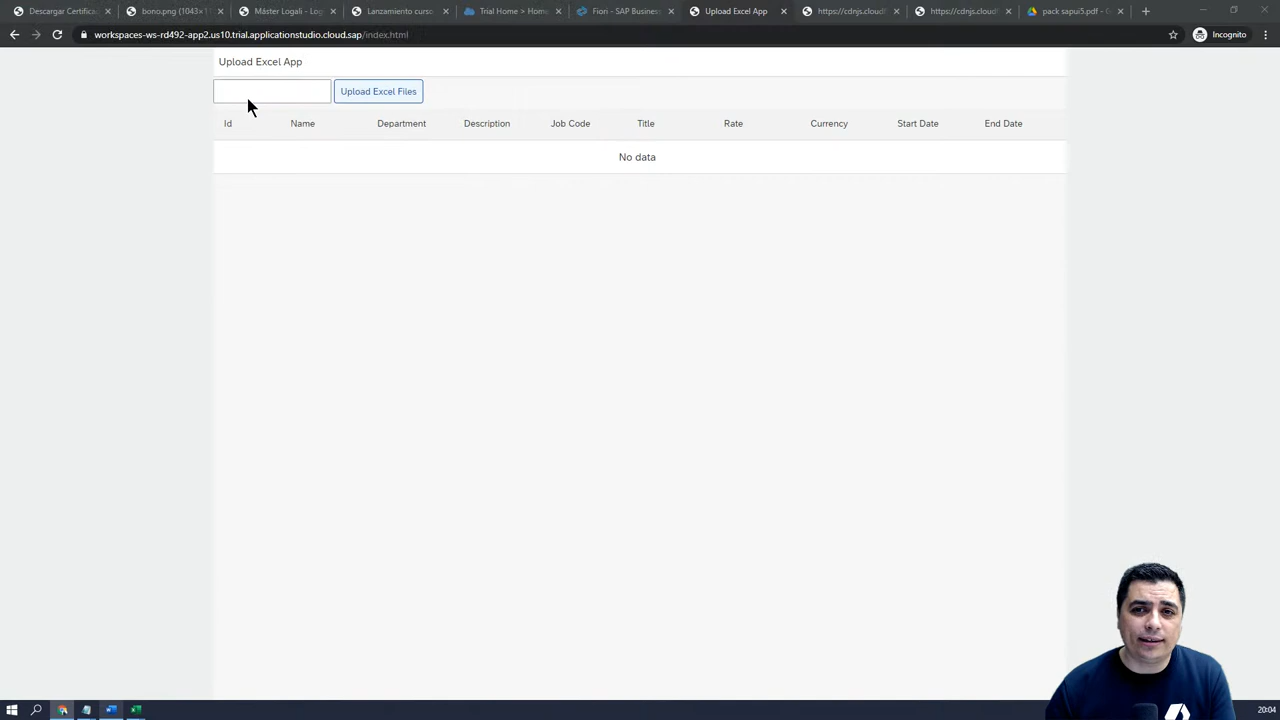 Descargar Certifica
bono.png (1043×1
Máster Logali - Log
Lanzamiento curso
Trial Home > Home
Fiori - SAP Business
Upload Excel App
https://cdnjs.cloudf
https://cdnjs.cloudf
pack sapui5.pdf - G
workspaces-ws-rd492-app2.us10.trial.applicationstudio.cloud.sap/index.html
Incognito
Upload Excel App
Upload Excel Files
Id Name Department Description Job Code Title Rate Currency Start Date End Date
No data
20:04